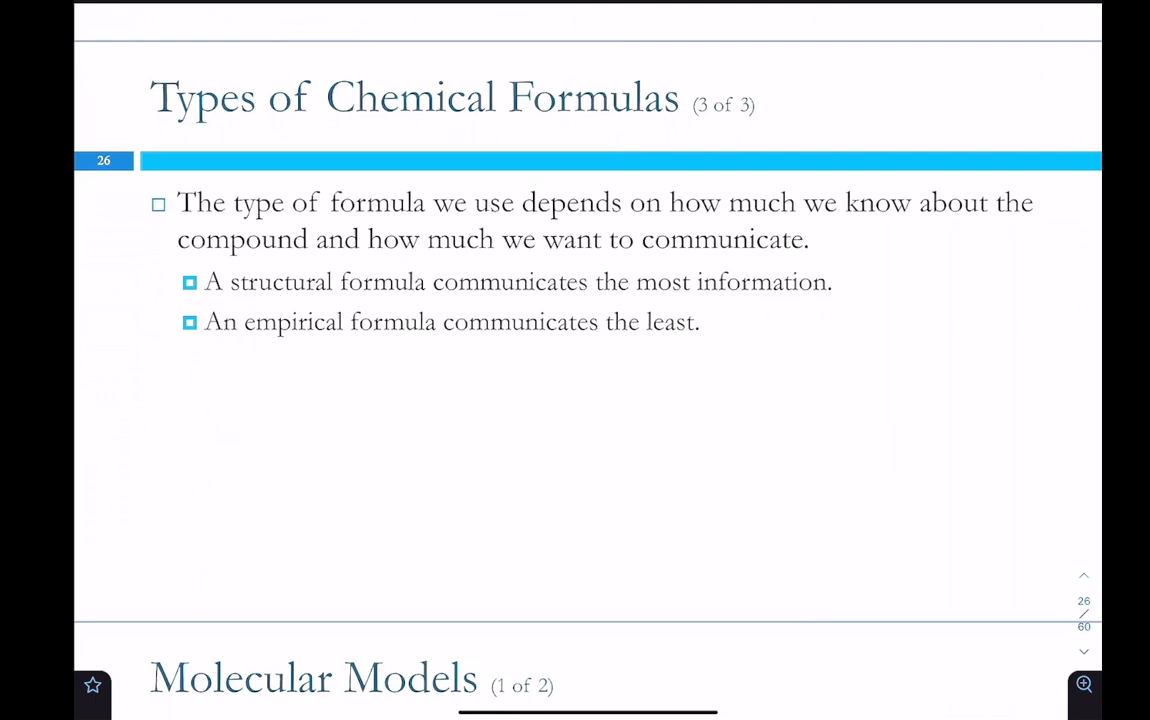 Types of Chemical Formulas (3 of 3)
26
The type of formula we use depends on how much we know about the
compound and how much we want to communicate.
A structural formula communicates the most information.
An empirical formula communicates the least.
26
/
60
Molecular Models (1 of 2)